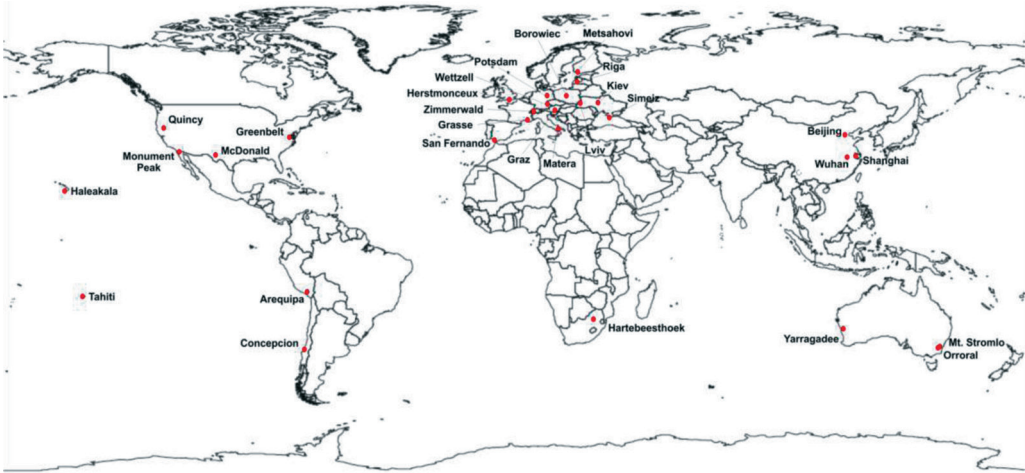 Borowiec
Metsahovi
Potsdam
Riga
Wettzell
Kiev
Herstmonceux
Simeiz
Zimmerwald
Grasse
San Fernando
Graz
Matera
Lviv
Quincy
Greenbelt
Monument
Peak
McDonald
Haleakala
Beijing
Wuhan
Shanghai
Tahiti
Arequipa
Concepcion
Hartebeesthoek
Yarragadee
Mt. Stromlo
Orroral